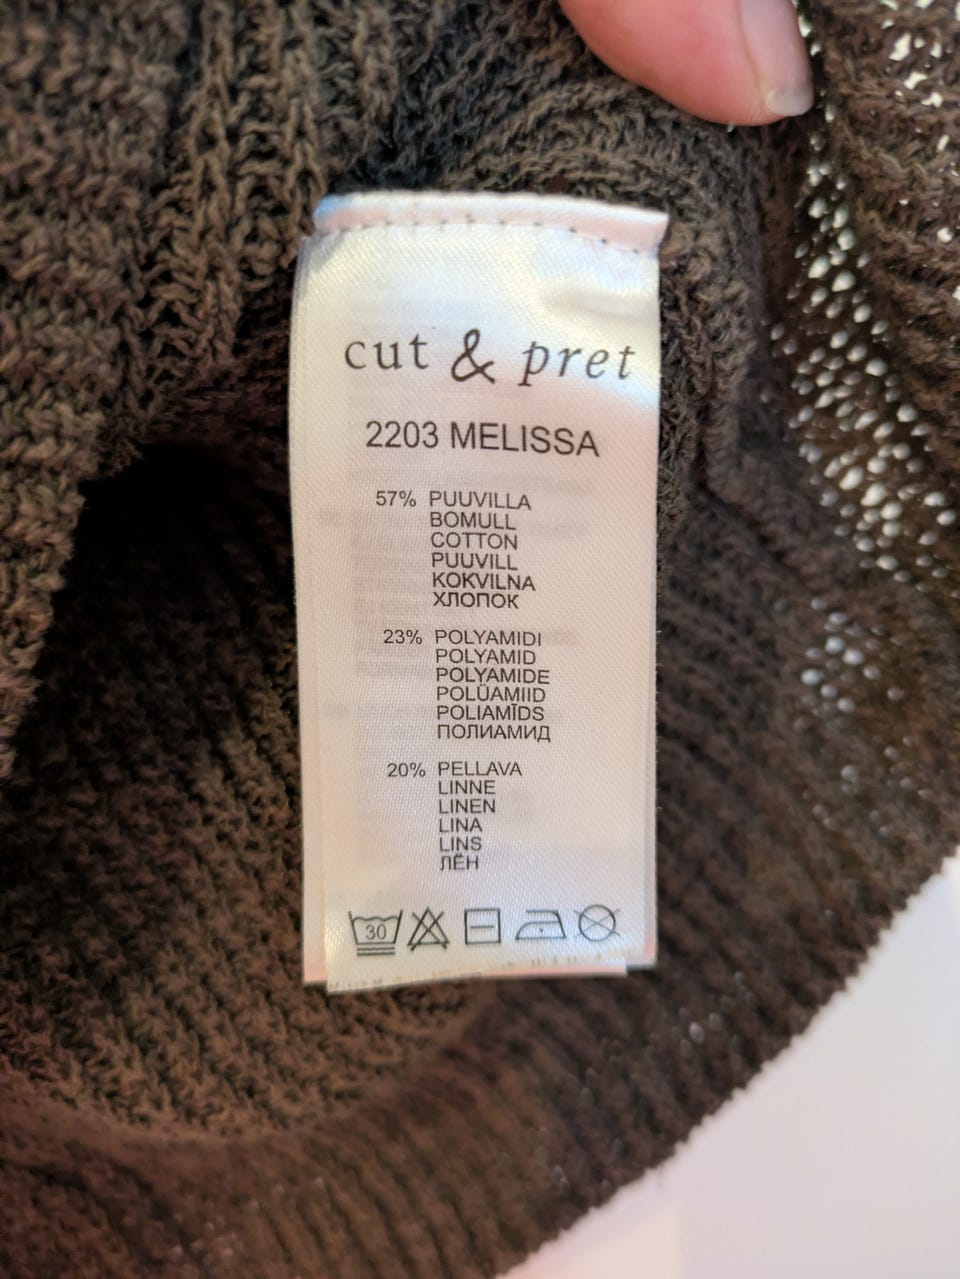 cut & pret
2203 MELISSA
57% PUUVILLA
BOMULL
COTTON
PUUVILL
KOKVILNA
ХЛОПОК
23% POLYAMIDI
POLYAMID
POLYAMIDE
POLÜAMIID
POLIAMĪDS
ПОЛИАМИД
20% PELLAVA
LINNE
LINEN
LINA
LINS
ЛЁН
30